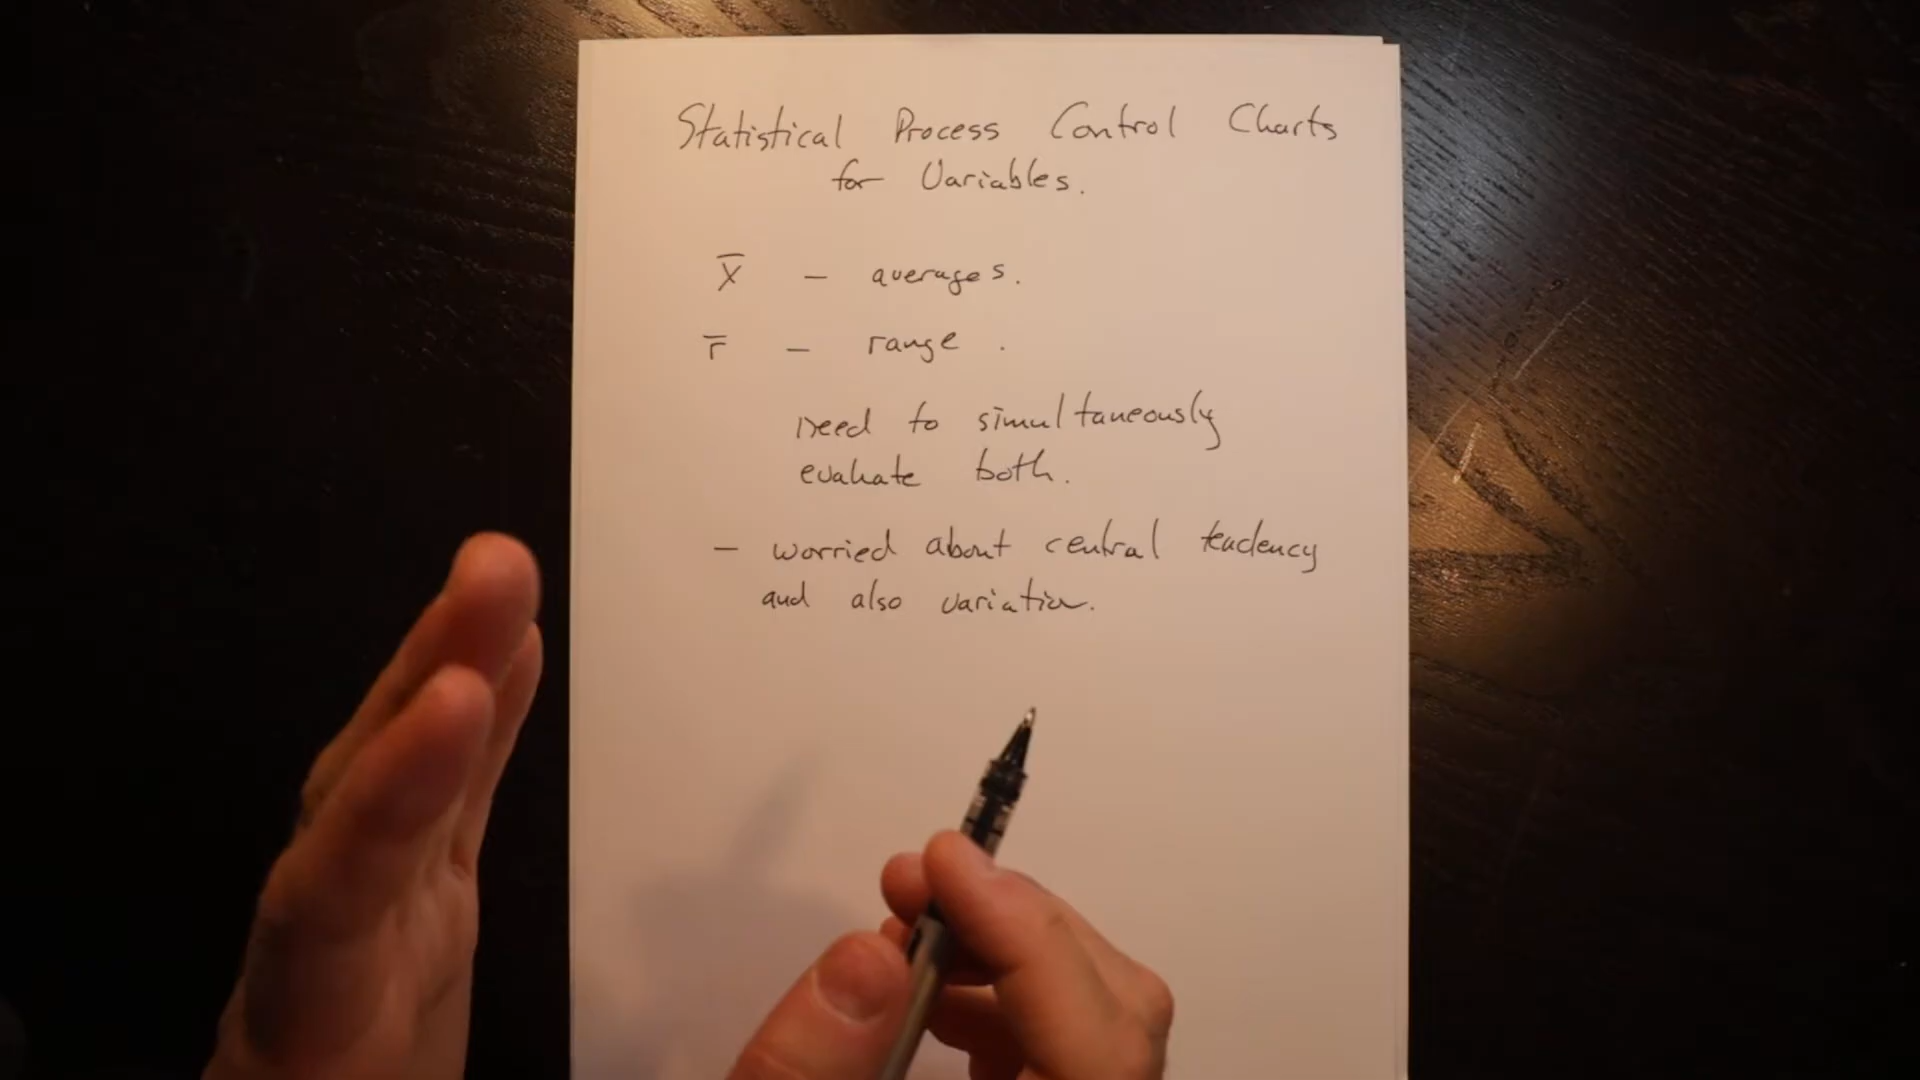 Statistical Process Control Charts
for Variables.
X̅ — averages.
r̅ — range.
need to simultaneously
evaluate both.
— worried about central tendency
and also variation.